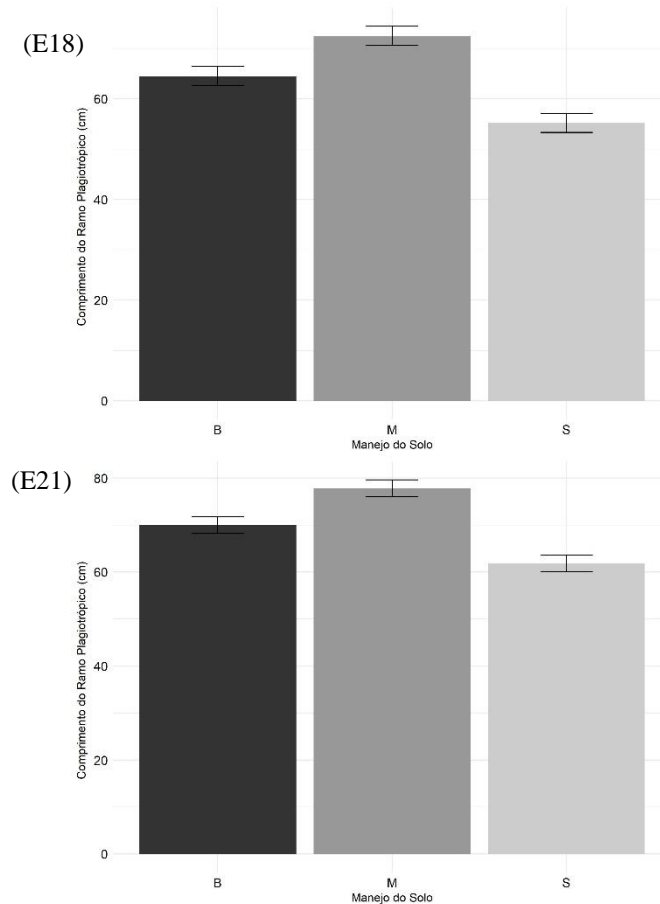 (E18)
Comprimento do Ramo Plagiotrópico (cm)
60
40
20
0
B M S
Manejo do Solo
(E21)
Comprimento do Ramo Plagiotrópico (cm)
80
60
40
20
0
B M S
Manejo do Solo